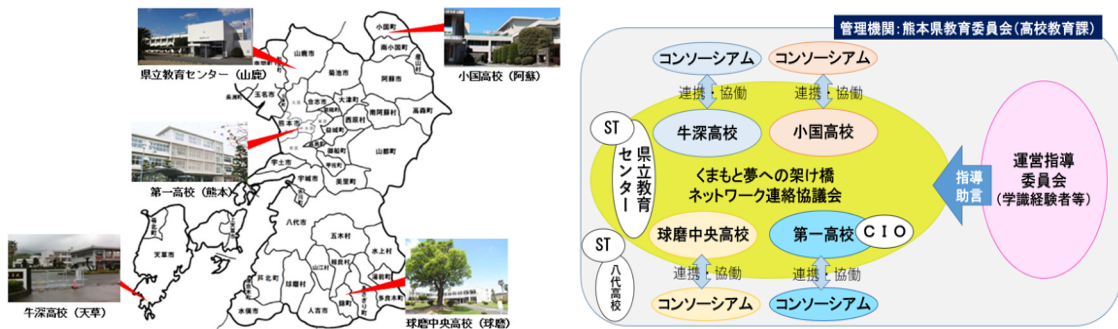 小国町
南小国町
産山村
山鹿市
菊池市
阿蘇市
県立教育センター（山鹿）
小国高校（阿蘇）
玉名市
長洲町
合志市
大津町
南阿蘇村
高森町
熊本市
西原村
益城町
嘉島町
御船町
山都町
宇土市
宇城市
美里町
第一高校（熊本）
八代市
氷川町
五木村
水上村
天草市
苓北町
芦北町
球磨村
山江村
相良村
湯前町
錦町
あさぎり町
多良木町
津奈木町
水俣市
人吉市
牛深高校（天草）
球磨中央高校（球磨）
管理機関：熊本県教育委員会（高校教育課）
コンソーシアム
コンソーシアム
連携・協働
連携・協働
ST
牛深高校
小国高校
県立教育
センター
くまもと夢への架け橋
ネットワーク連絡協議会
指導
助言
運営指導
委員会
（学識経験者等）
球磨中央高校
第一高校
CIO
ST
八代高校
連携・協働
連携・協働
コンソーシアム
コンソーシアム